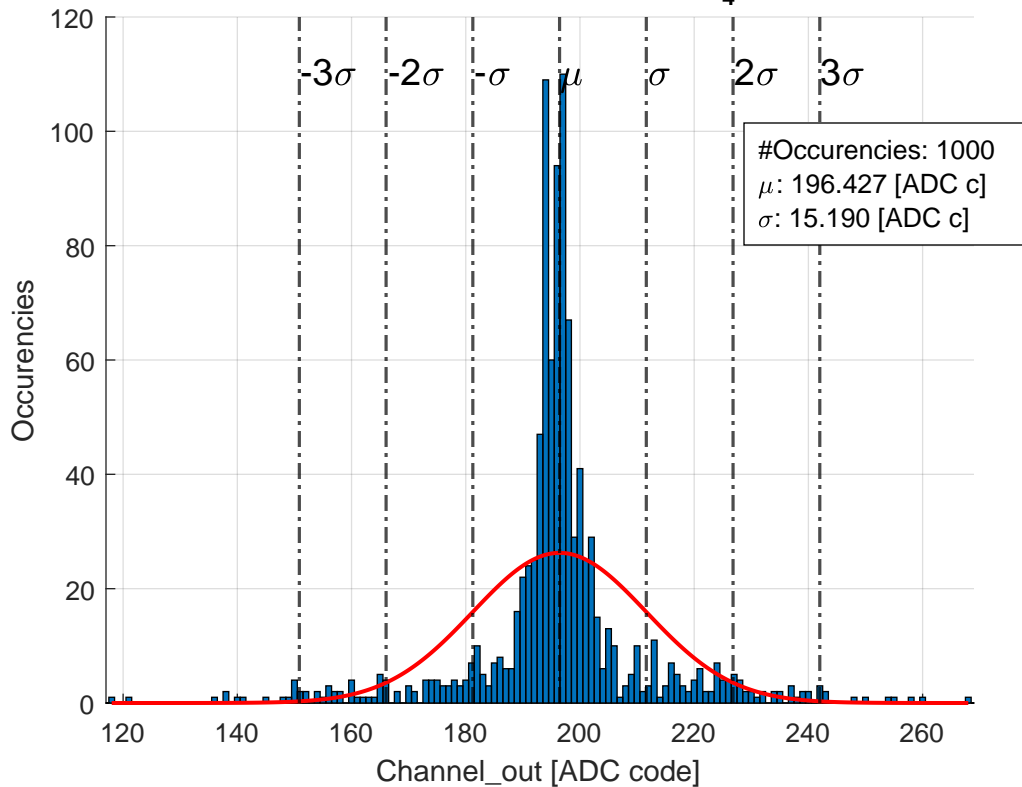 4
120
100
80
60
40
20
0
-3σ -2σ -σ μ σ 2σ 3σ
#Occurencies: 1000
μ: 196.427 [ADC c]
σ: 15.190 [ADC c]
Occurencies
120 140 160 180 200 220 240 260
Channel_out [ADC code]